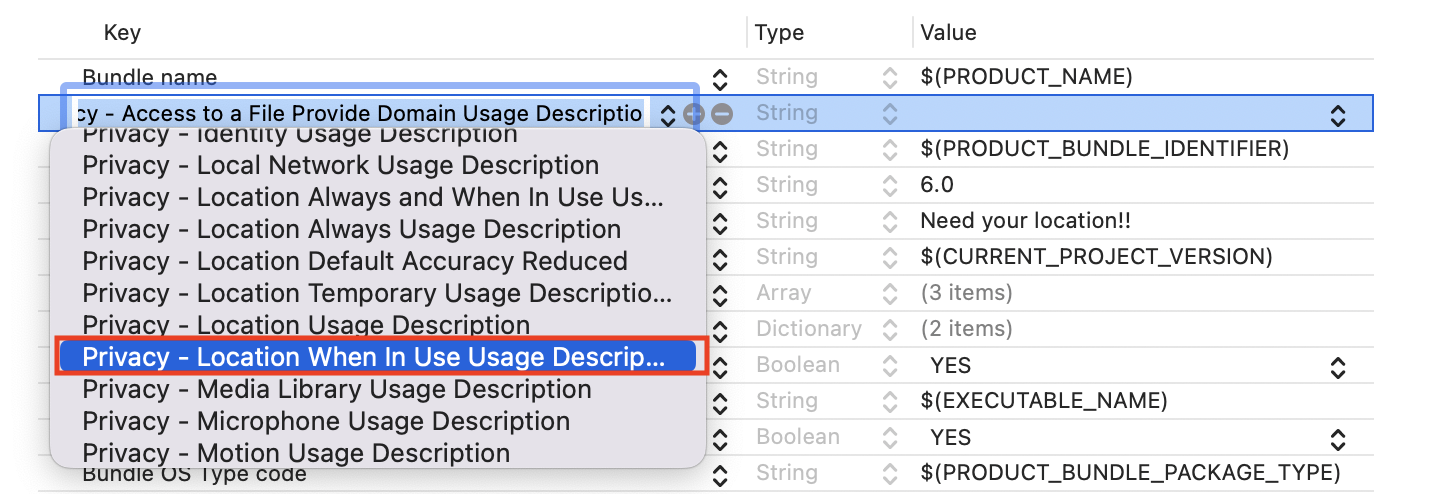 Key Type Value
Bundle name String $(PRODUCT_NAME)
cy - Access to a File Provide Domain Usage Descriptio String
Privacy - Identity Usage Description
Privacy - Local Network Usage Description String $(PRODUCT_BUNDLE_IDENTIFIER)
Privacy - Location Always and When In Use Us... String 6.0
Privacy - Location Always Usage Description String Need your location!!
Privacy - Location Default Accuracy Reduced String $(CURRENT_PROJECT_VERSION)
Privacy - Location Temporary Usage Descriptio... Array (3 items)
Privacy - Location Usage Description Dictionary (2 items)
Privacy - Location When In Use Usage Descrip... Boolean YES
Privacy - Media Library Usage Description String $(EXECUTABLE_NAME)
Privacy - Microphone Usage Description Boolean YES
Privacy - Motion Usage Description
Bundle OS Type code String $(PRODUCT_BUNDLE_PACKAGE_TYPE)